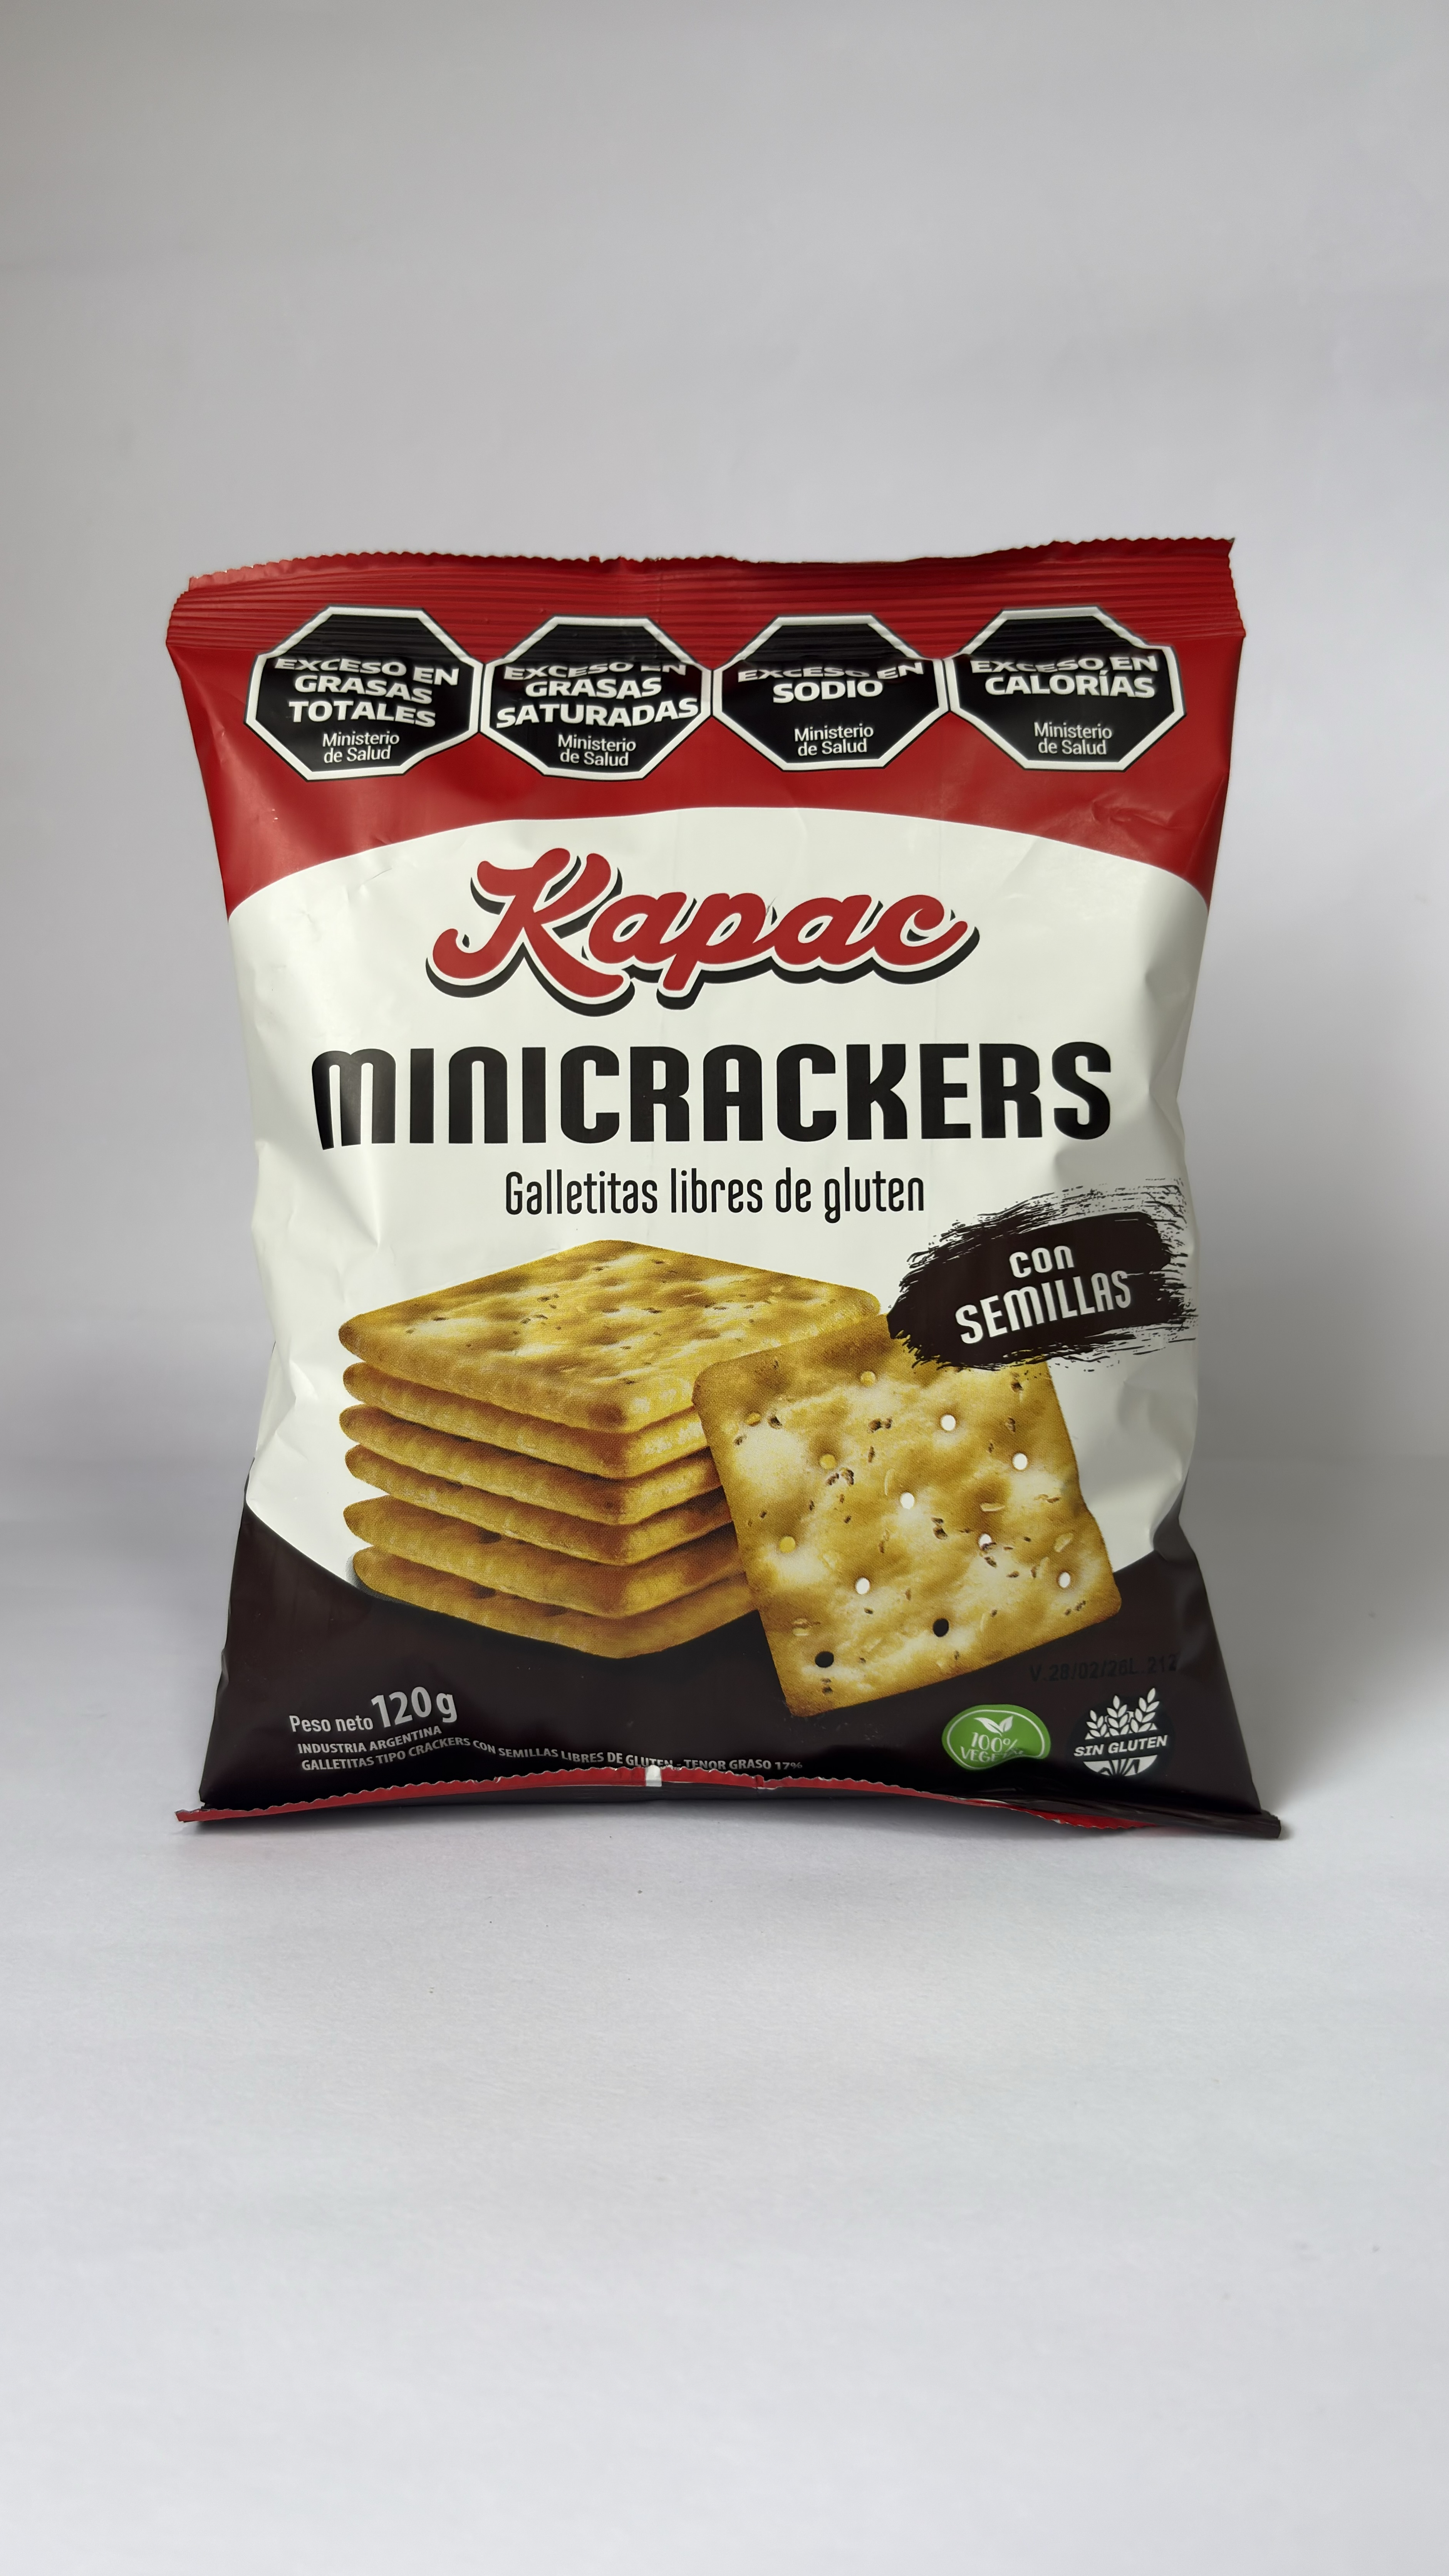 EXCESO EN
GRASAS
TOTALES
Ministerio
de Salud
EXCESO EN
GRASAS
SATURADAS
Ministerio
de Salud
EXCESO EN
SODIO
Ministerio
de Salud
EXCESO EN
CALORÍAS
Ministerio
de Salud
Kapac
MINICRACKERS
Galletitas libres de gluten
CON
SEMILLAS
Peso neto 120g
INDUSTRIA ARGENTINA
GALLETITAS TIPO CRACKERS CON SEMILLAS LIBRES DE GLUTEN - TENOR GRASO 17%
100%
SIN GLUTEN